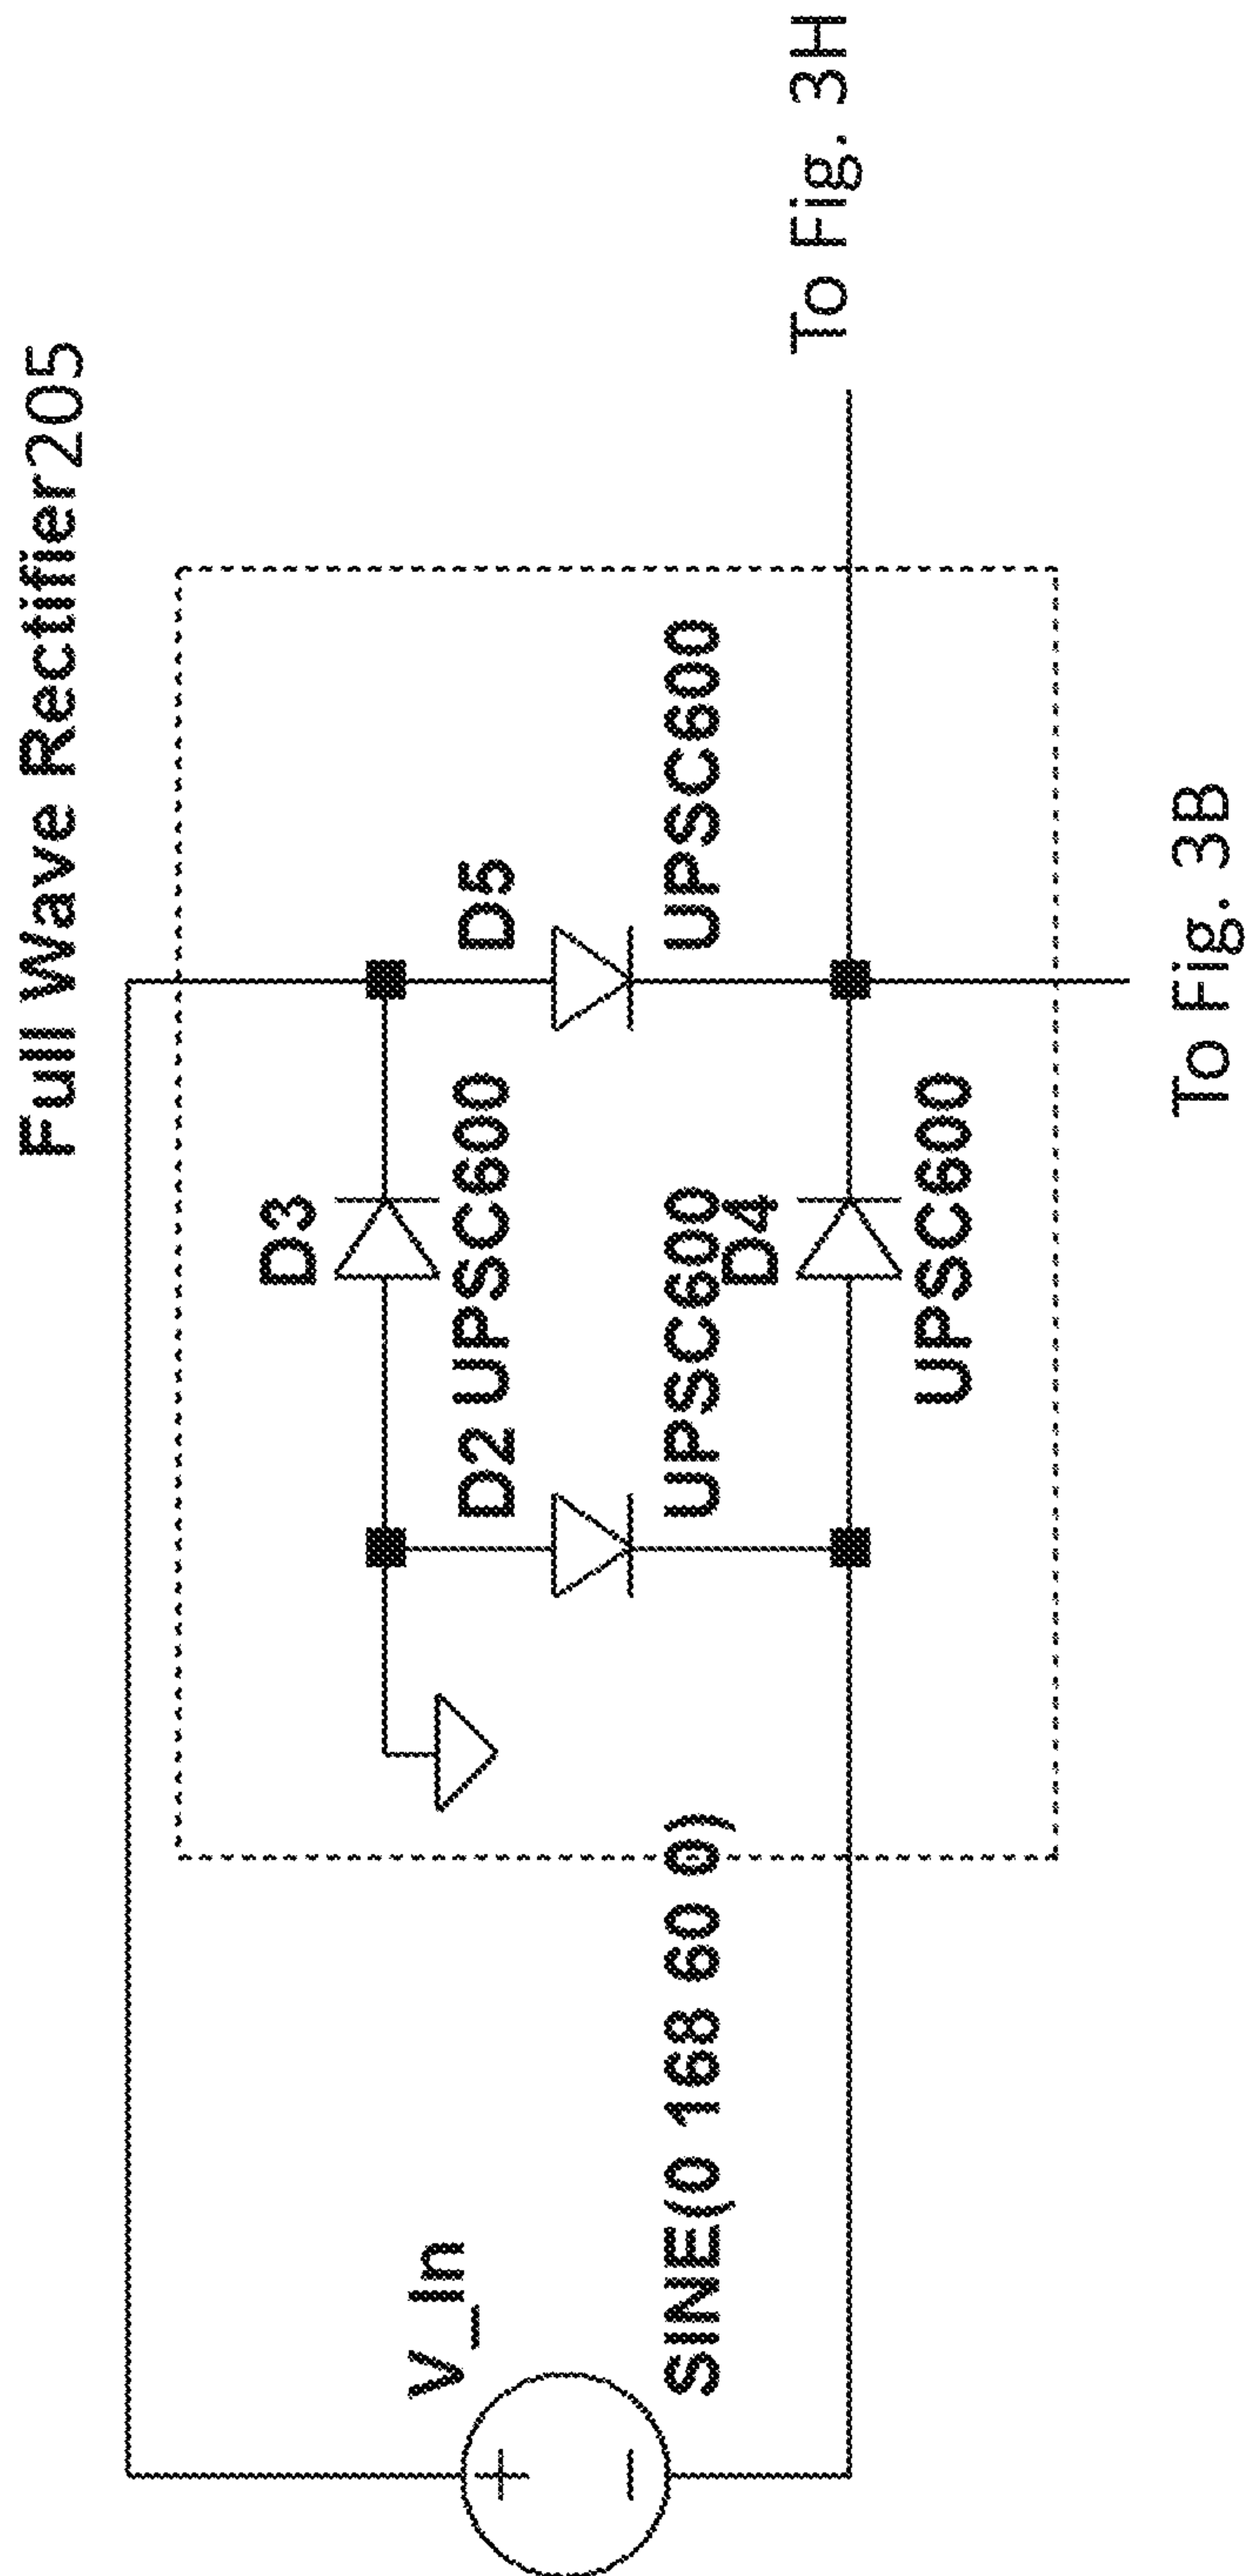 Full Wave Rectifier205
V_In
SINE(0 168 60 0)
D3
UPSC600
D2
UPSC600
D4
UPSC600
D5
UPSC600
To Fig. 3H
To Fig. 3B